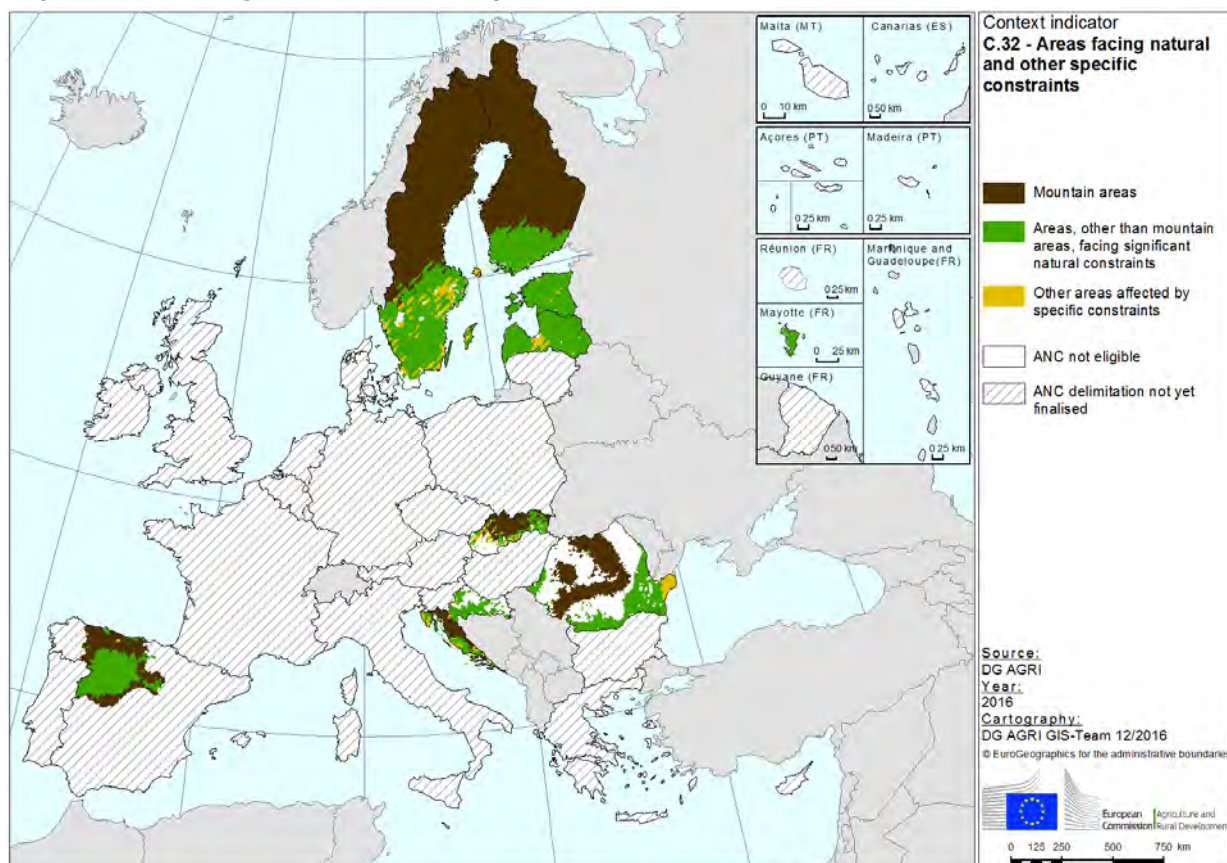 Malta (MT)
0 10 km
Canarias (ES)
0 50 km
Açores (PT)
0 25 km
Madeira (PT)
0 25 km
Réunion (FR)
0 25 km
Martinique and
Guadeloupe(FR)
Mayotte (FR)
0 25 km
Guyane (FR)
0 50 km
0 25 km
Context indicator
C.32 - Areas facing natural
and other specific
constraints
Mountain areas
Areas, other than mountain
areas, facing significant
natural constraints
Other areas affected by
specific constraints
ANC not eligible
ANC delimitation not yet
finalised
Source:
DG AGRI
Year:
2016
Cartography:
DG AGRI GIS-Team 12/2016
© EuroGeographics for the administrative boundaries
European
Commission
Agriculture and
Rural Development
0 125 250 500 750 km